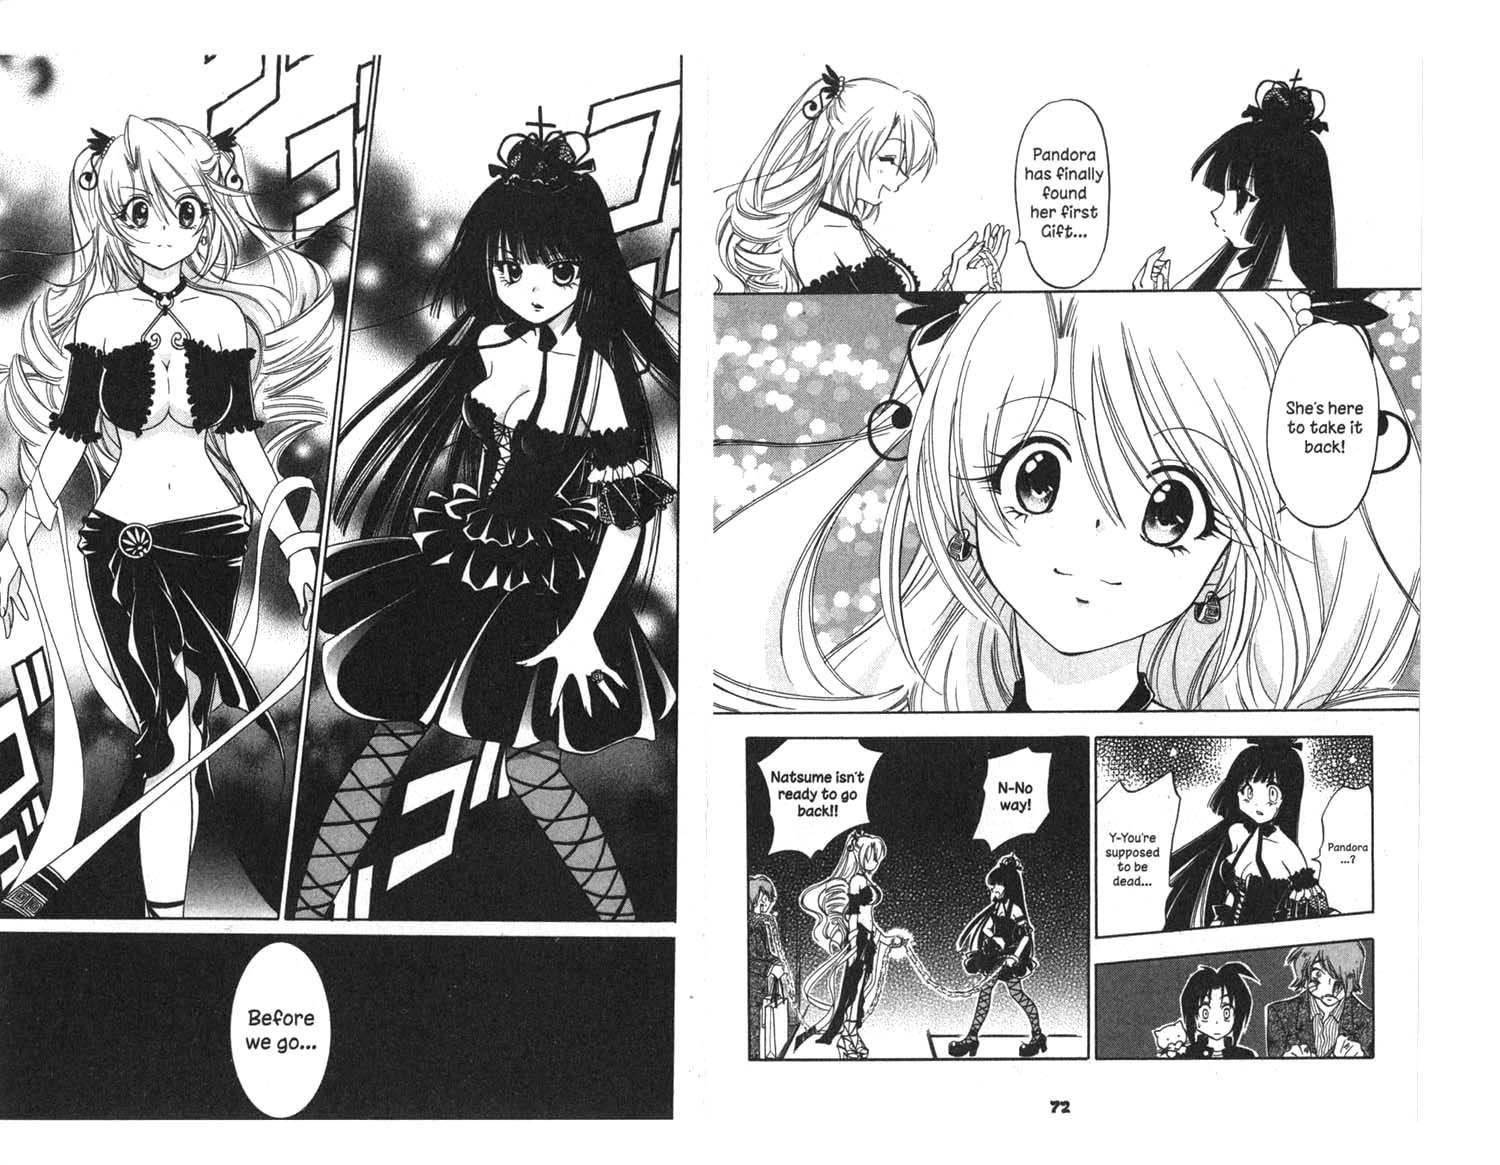 Pandora
has finally
found
her first
Gift...
She's here
to take it
back!
Pandora
...?
Y-You're
supposed
to be
dead...
N-No
way!
Natsume isn't
ready to go
back!!
72
Before
we go...